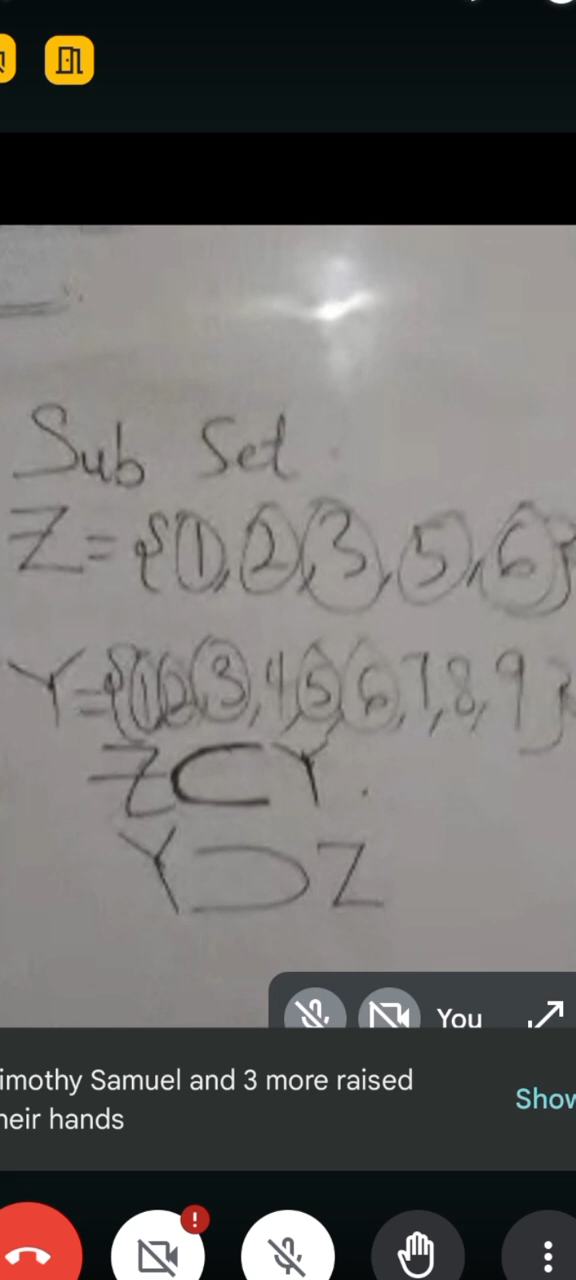 Sub Set
Z={1,2,3,5,6}
Y={1,2,3,4,5,6,7,8,9}
Z⊂Y.
Y⊃Z
You
imothy Samuel and 3 more raised
heir hands
Show
!